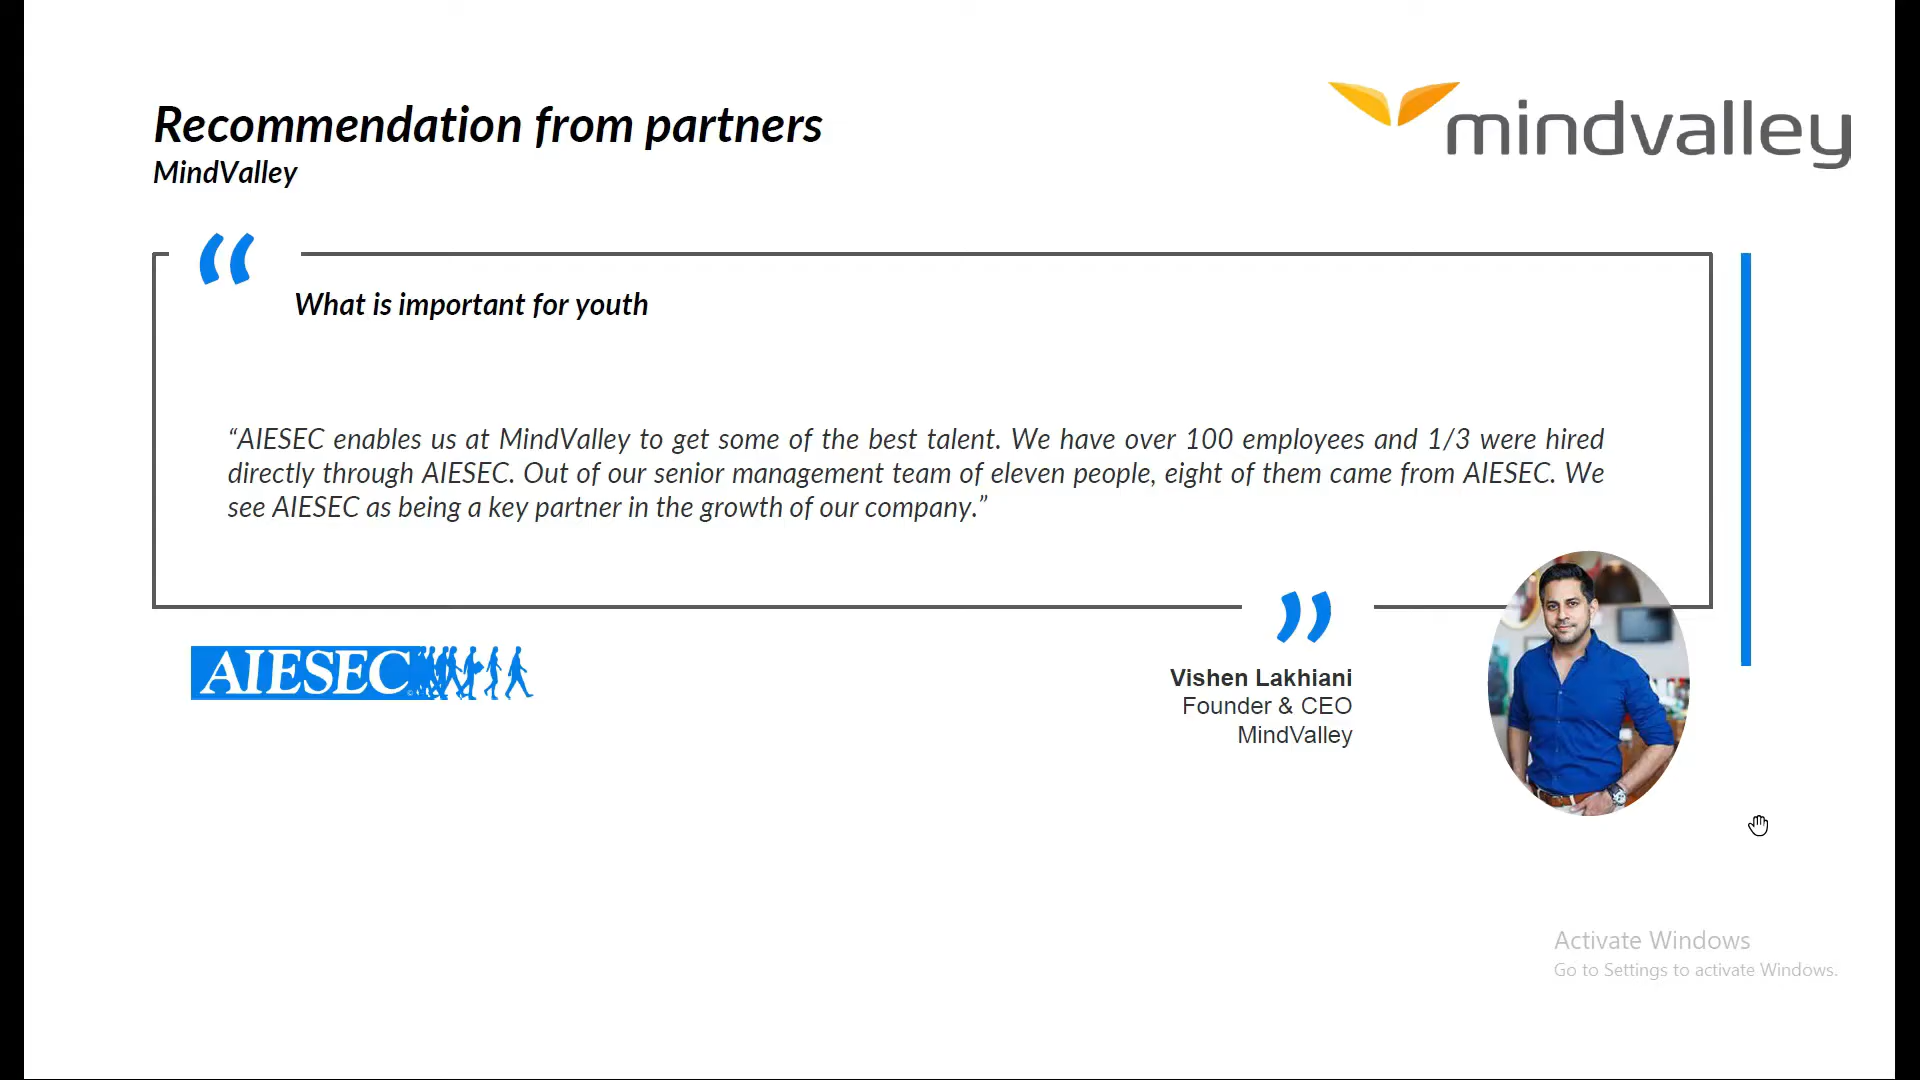 Recommendation from partners
MindValley
mindvalley
“
What is important for youth
“AIESEC enables us at MindValley to get some of the best talent. We have over 100 employees and 1/3 were hired
directly through AIESEC. Out of our senior management team of eleven people, eight of them came from AIESEC. We
see AIESEC as being a key partner in the growth of our company.”
”
AIESEC
Vishen Lakhiani
Founder & CEO
MindValley
Activate Windows
Go to Settings to activate Windows.